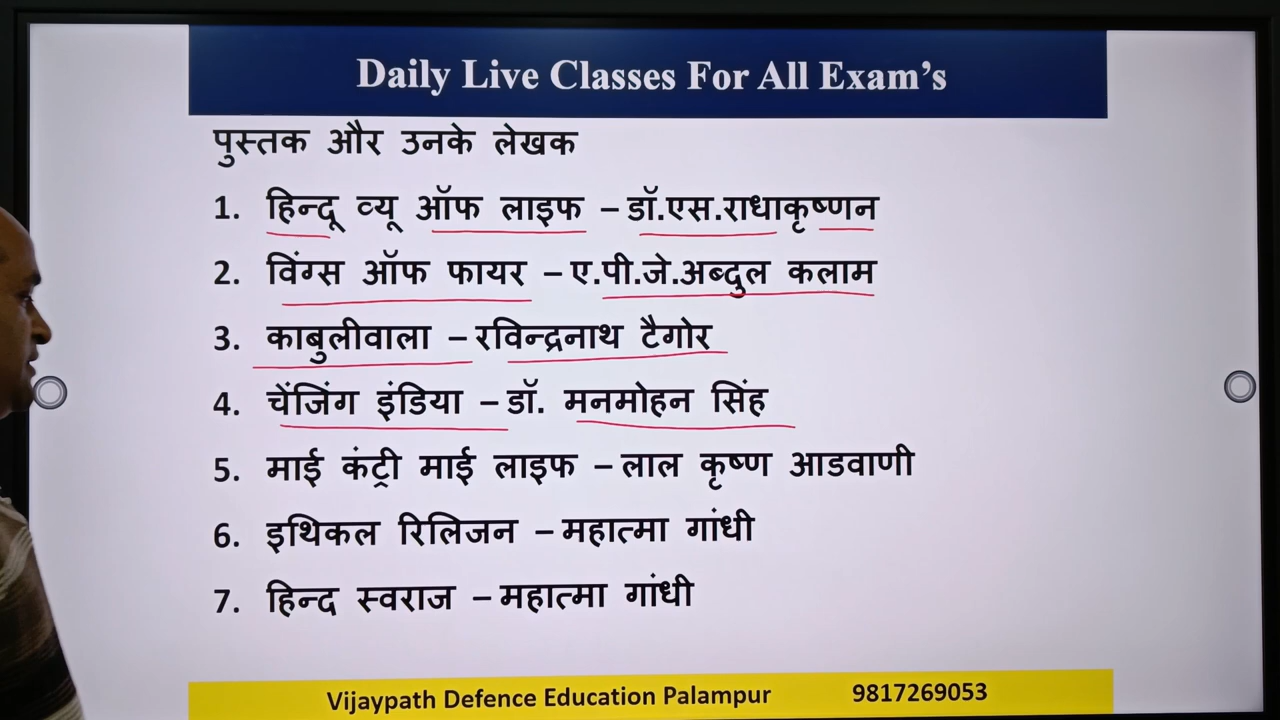 Daily Live Classes For All Exam’s
पुस्तक और उनके लेखक
1. हिन्दू व्यू ऑफ लाइफ – डॉ.एस.राधाकृष्णन
2. विंग्स ऑफ फायर – ए.पी.जे.अब्दुल कलाम
3. काबुलीवाला – रविन्द्रनाथ टैगोर
4. चेंजिंग इंडिया – डॉ. मनमोहन सिंह
5. माई कंट्री माई लाइफ – लाल कृष्ण आडवाणी
6. इथिकल रिलिजन – महात्मा गांधी
7. हिन्द स्वराज – महात्मा गांधी
Vijaypath Defence Education Palampur 9817269053